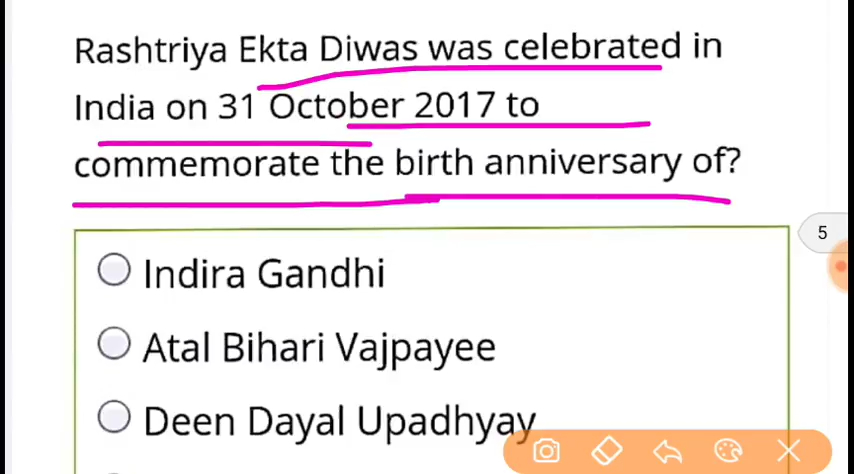 Rashtriya Ekta Diwas was celebrated in
India on 31 October 2017 to
commemorate the birth anniversary of?
5
Indira Gandhi
Atal Bihari Vajpayee
Deen Dayal Upadhyay